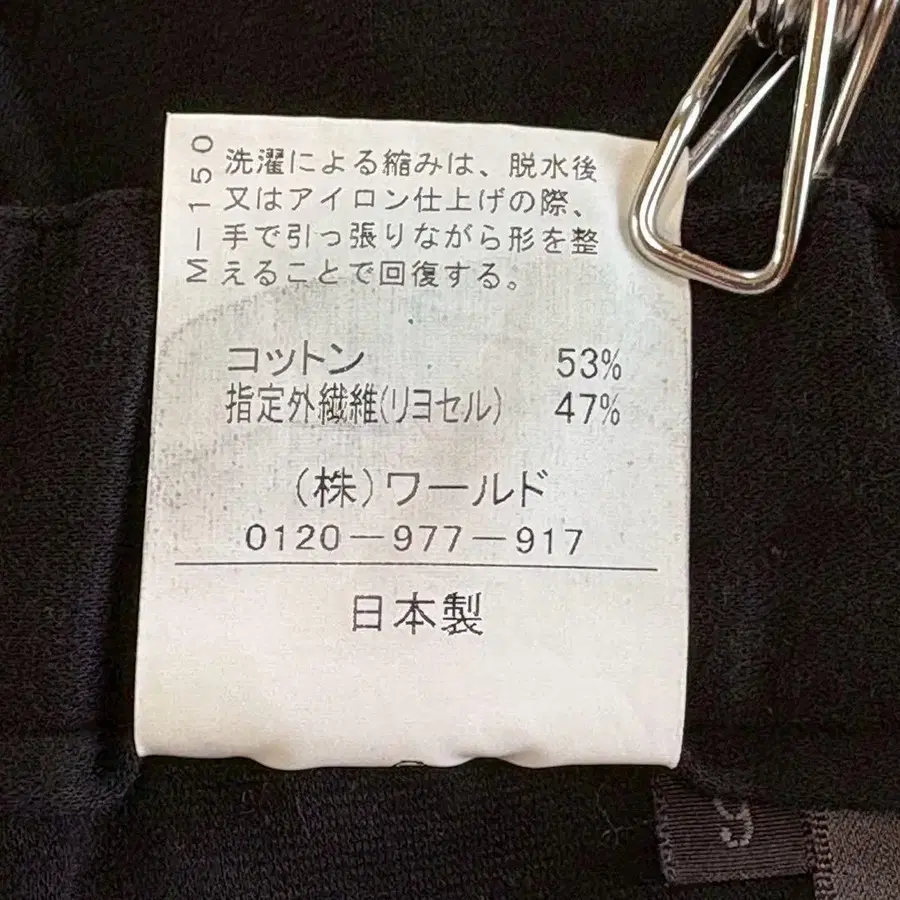 M-150
洗濯による縮みは、脱水後
又はアイロン仕上げの際、
手で引っ張りながら形を整
えることで回復する。
コットン 53%
指定外繊維(リヨセル) 47%
(株)ワールド
0120-977-917
日本製